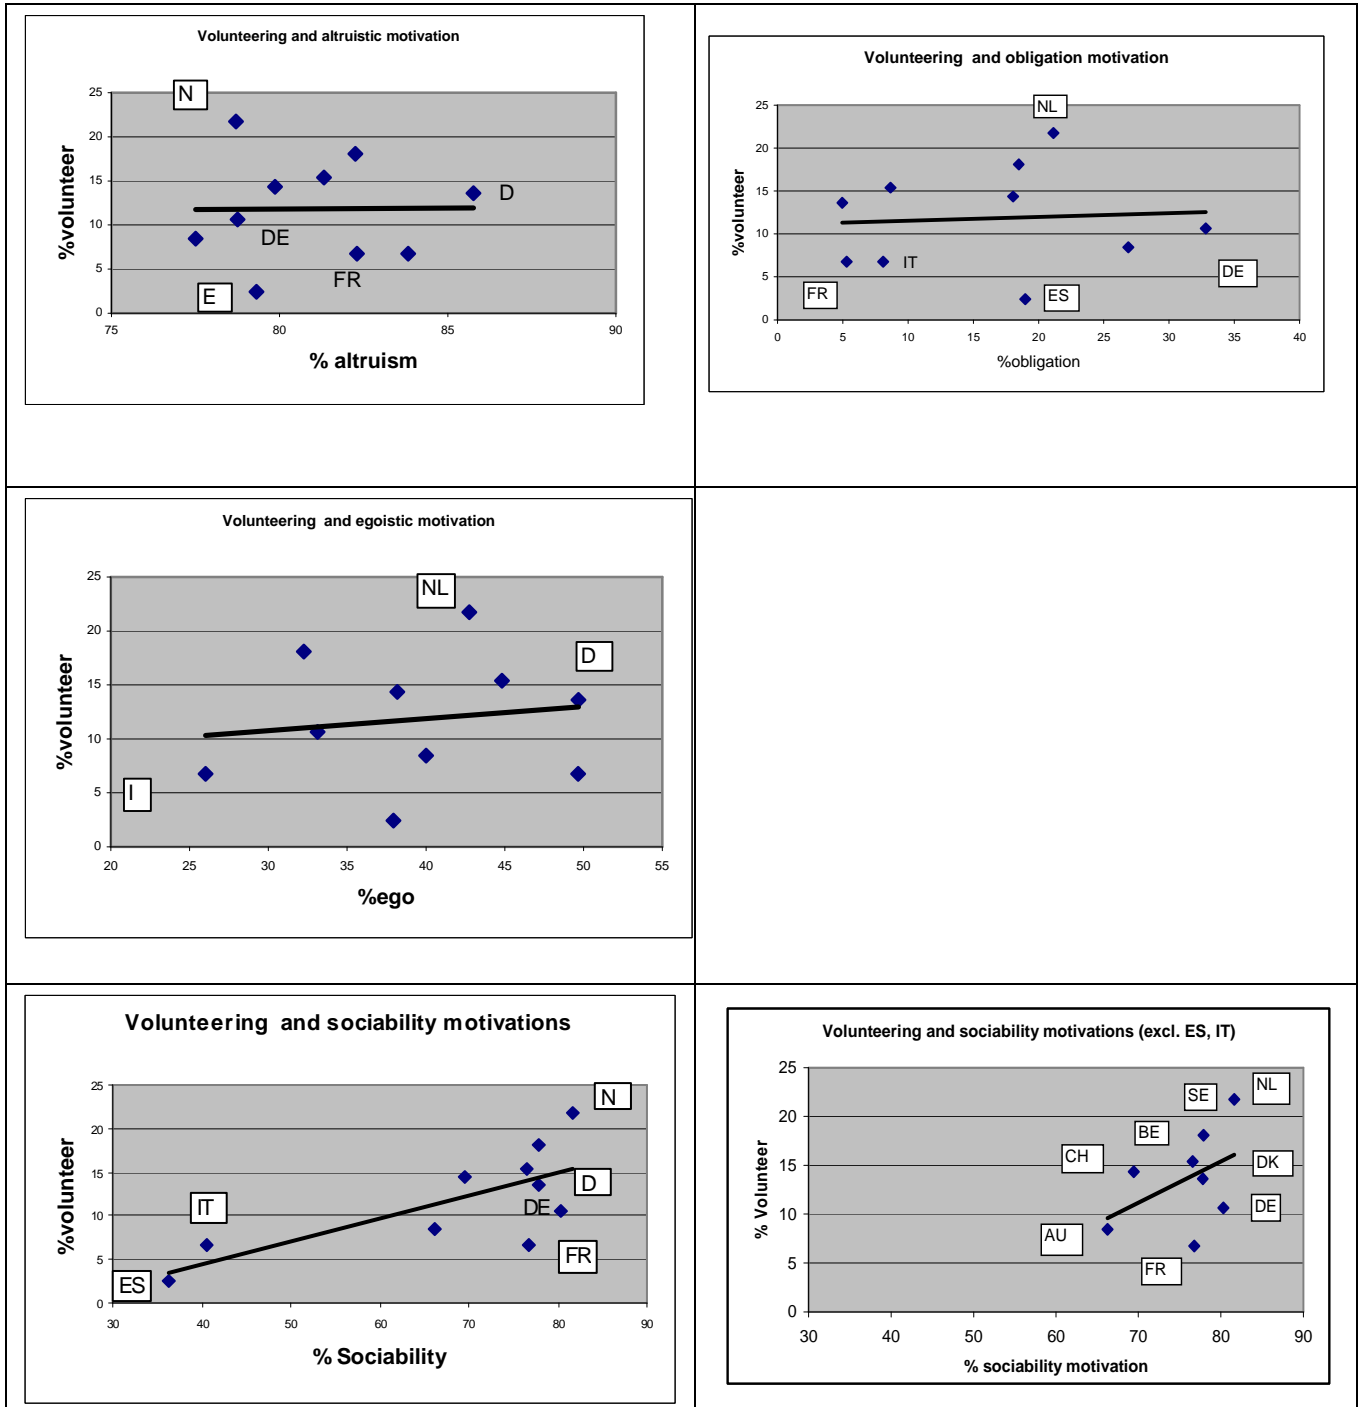 Volunteering and altruistic motivation
N
25
20
15
10
5
0
%volunteer
D
DE
FR
E
75 80 85 90
% altruism
Volunteering and obligation motivation
NL
25
20
15
10
5
0
%volunteer
IT
FR
ES
DE
0 5 10 15 20 25 30 35 40
%obligation
Volunteering and egoistic motivation
NL
25
20
15
10
5
0
%volunteer
D
I
20 25 30 35 40 45 50 55
%ego
Volunteering and sociability motivations
N
25
20
15
10
5
0
%volunteer
D
IT
DE
FR
ES
30 40 50 60 70 80 90
% Sociability
Volunteering and sociability motivations (excl. ES, IT)
25
20
15
10
5
0
% Volunteer
NL
SE
BE
CH
DK
DE
AU
FR
30 40 50 60 70 80 90
% sociability motivation